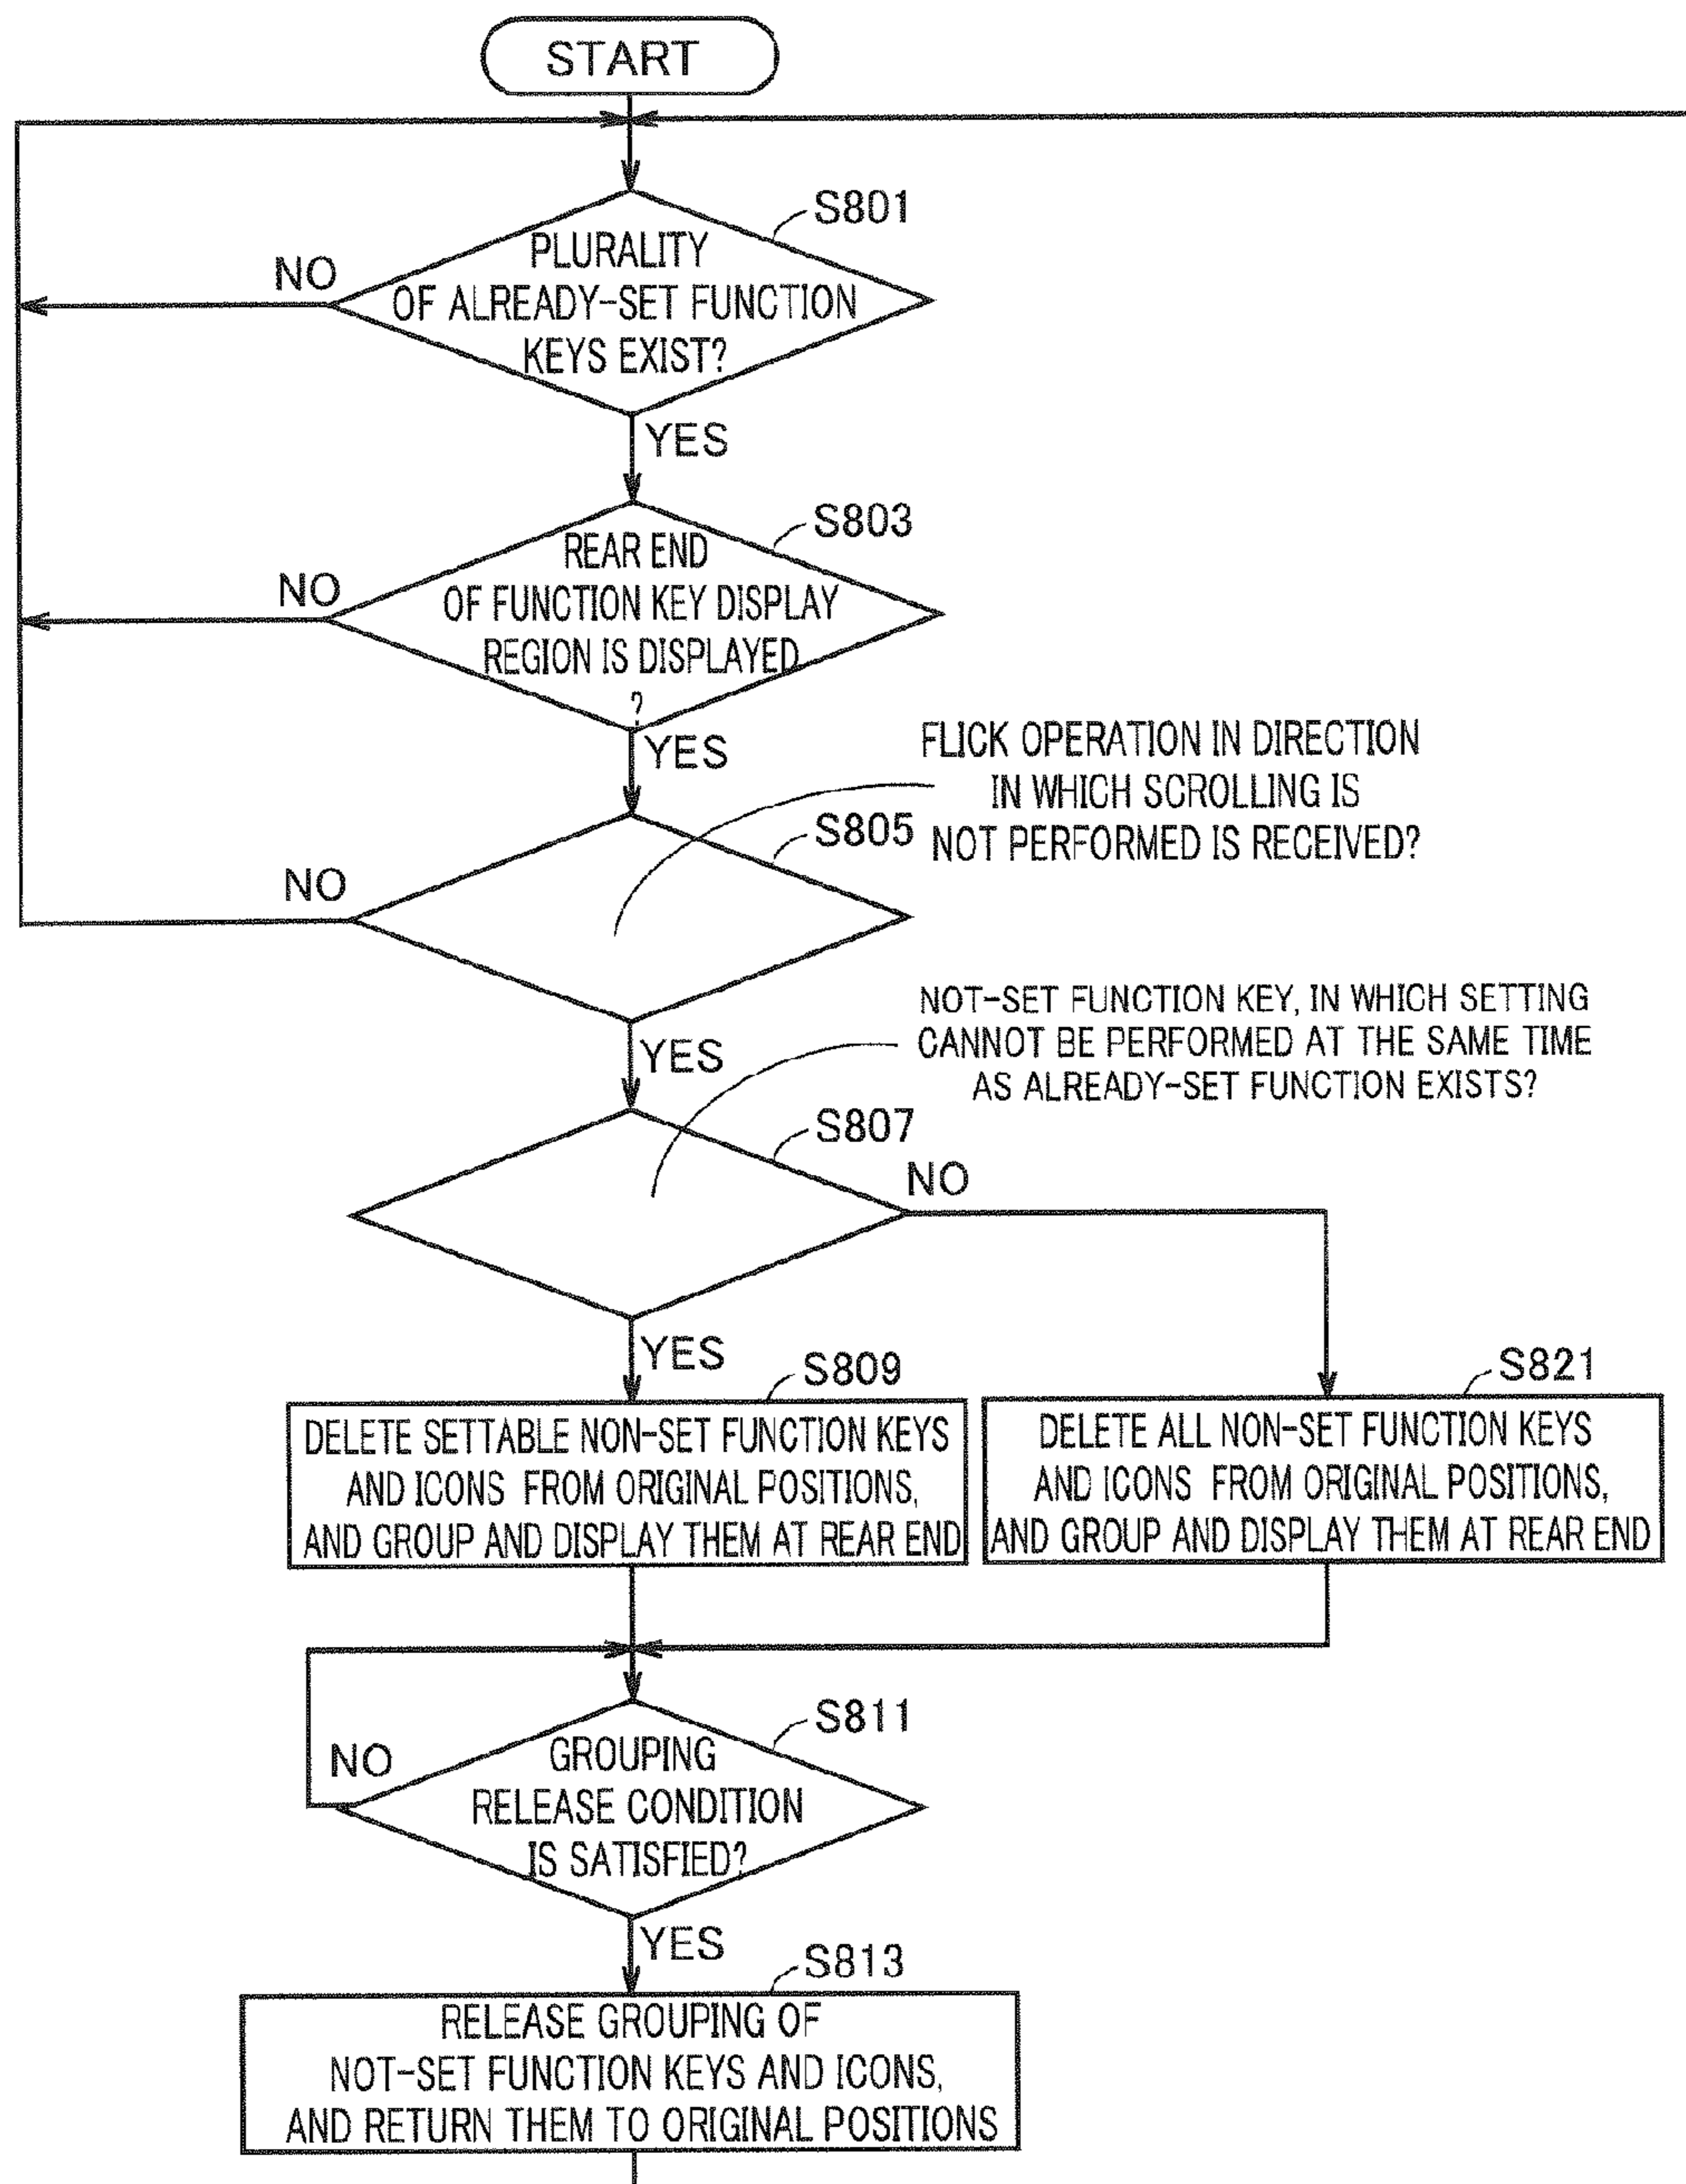 START
S801
PLURALITY
OF ALREADY-SET FUNCTION
KEYS EXIST?
NO
YES
S803
REAR END
OF FUNCTION KEY DISPLAY
REGION IS DISPLAYED
?
NO
YES
FLICK OPERATION IN DIRECTION
IN WHICH SCROLLING IS
NOT PERFORMED IS RECEIVED?
S805
NO
YES
NOT-SET FUNCTION KEY, IN WHICH SETTING
CANNOT BE PERFORMED AT THE SAME TIME
AS ALREADY-SET FUNCTION EXISTS?
S807
NO
YES
S809
DELETE SETTABLE NON-SET FUNCTION KEYS
AND ICONS FROM ORIGINAL POSITIONS,
AND GROUP AND DISPLAY THEM AT REAR END
S821
DELETE ALL NON-SET FUNCTION KEYS
AND ICONS FROM ORIGINAL POSITIONS,
AND GROUP AND DISPLAY THEM AT REAR END
S811
GROUPING
RELEASE CONDITION
IS SATISFIED?
NO
YES
S813
RELEASE GROUPING OF
NOT-SET FUNCTION KEYS AND ICONS,
AND RETURN THEM TO ORIGINAL POSITIONS